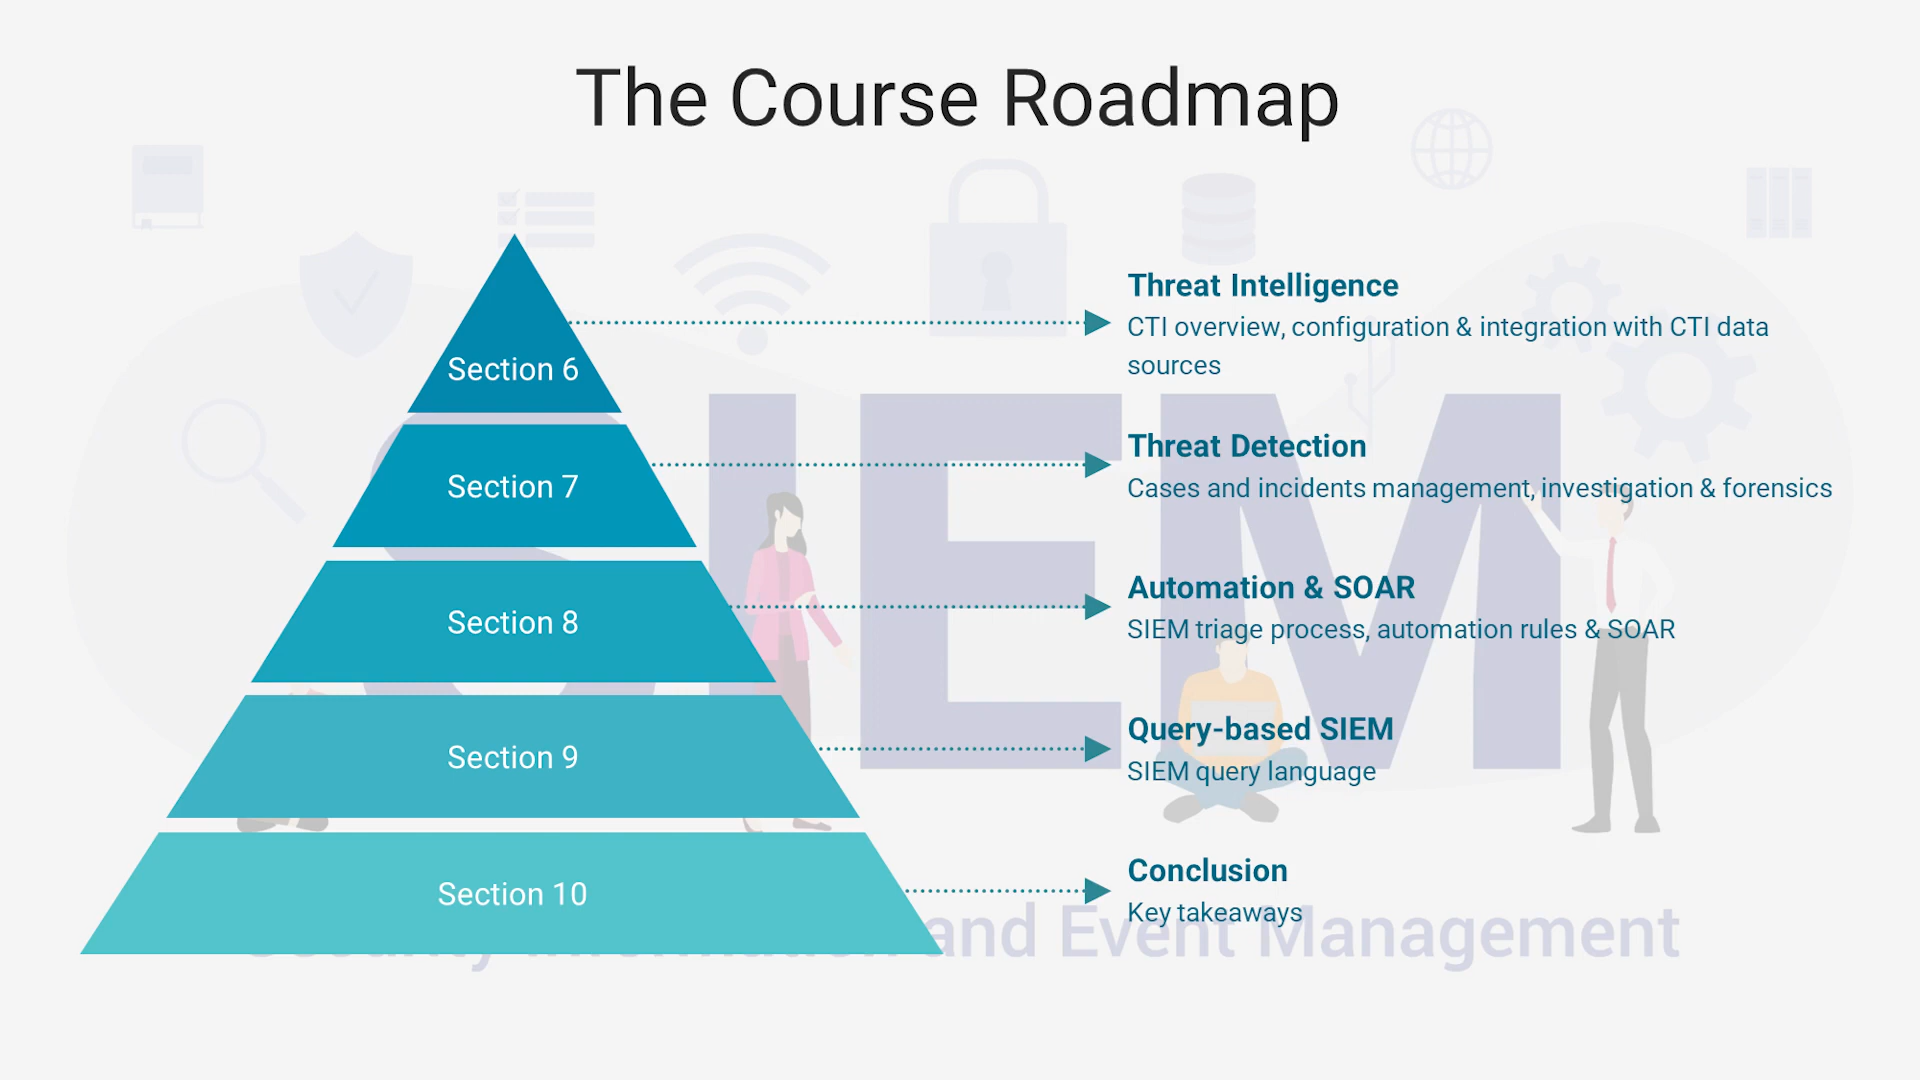 The Course Roadmap
Section 6
Threat Intelligence
CTI overview, configuration & integration with CTI data
sources
Section 7
Threat Detection
Cases and incidents management, investigation & forensics
Section 8
Automation & SOAR
SIEM triage process, automation rules & SOAR
Section 9
Query-based SIEM
SIEM query language
Section 10
Conclusion
Key takeaways
SIEM
Security Information and Event Management